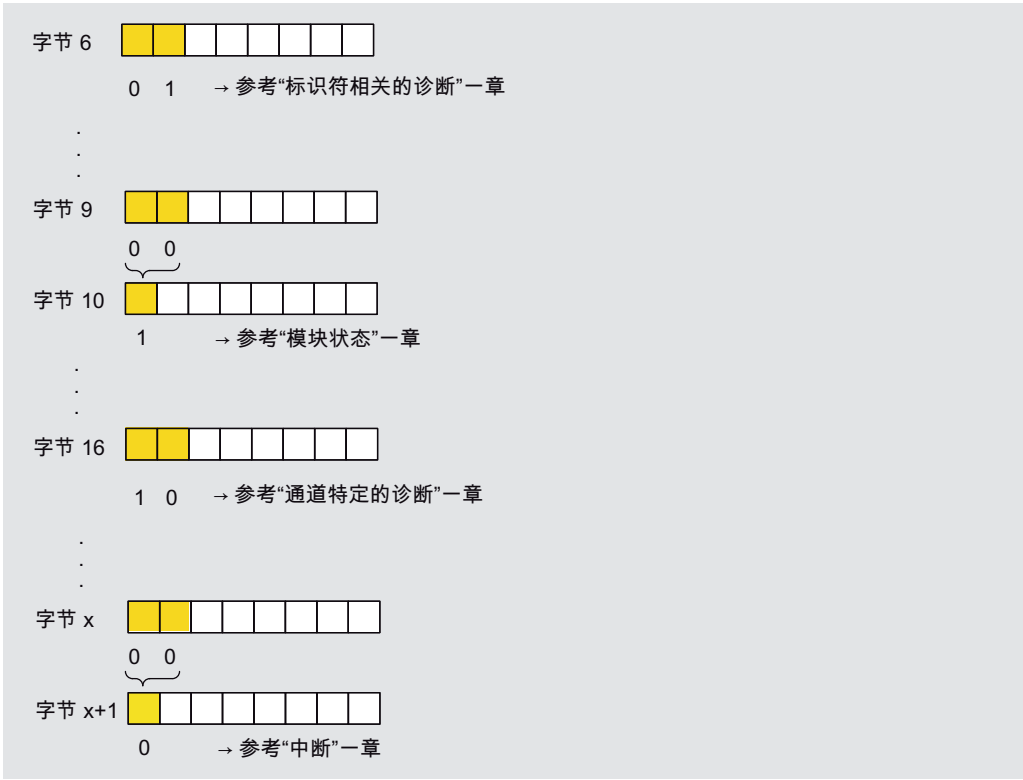 字节 6
0 1 → 参考“标识符相关的诊断”一章
.
.
.
字节 9
0 0
字节 10
1 → 参考“模块状态”一章
.
.
.
字节 16
1 0 → 参考“通道特定的诊断”一章
.
.
.
字节 x
0 0
字节 x+1
0 → 参考“中断”一章